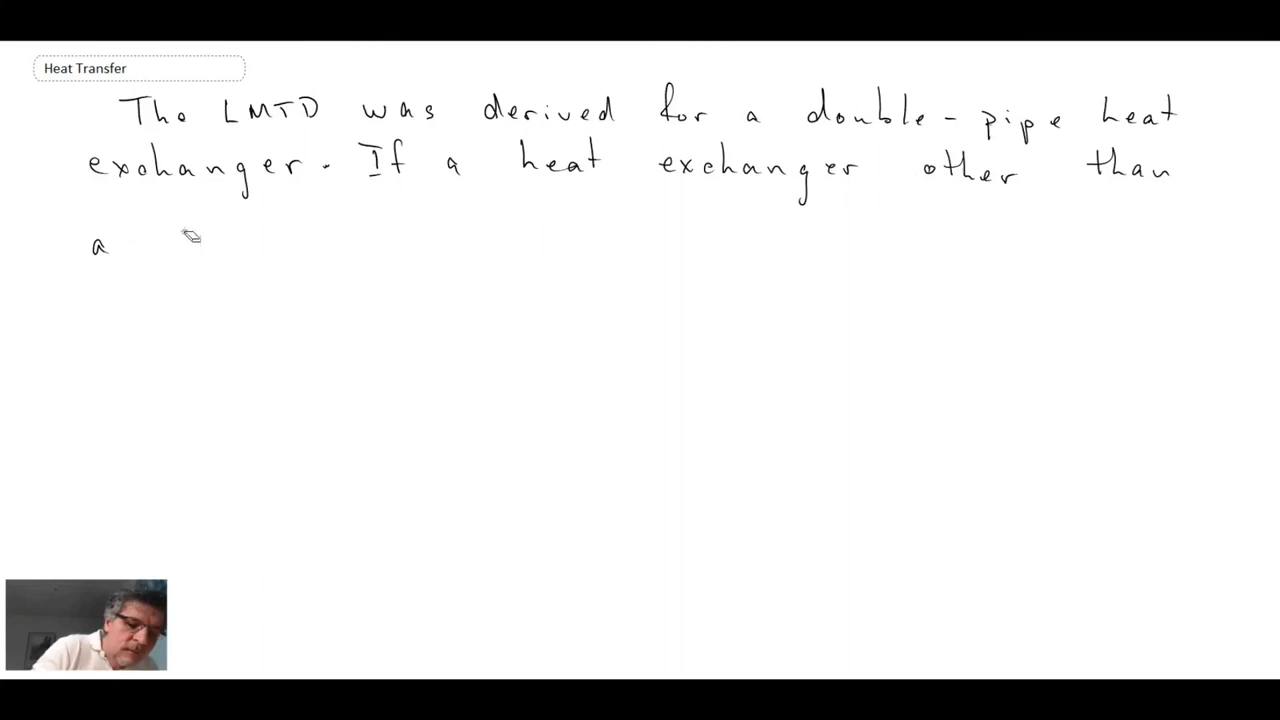 Heat Transfer
The LMTD was derived for a double-pipe heat
exchanger. If a heat exchanger other than
a